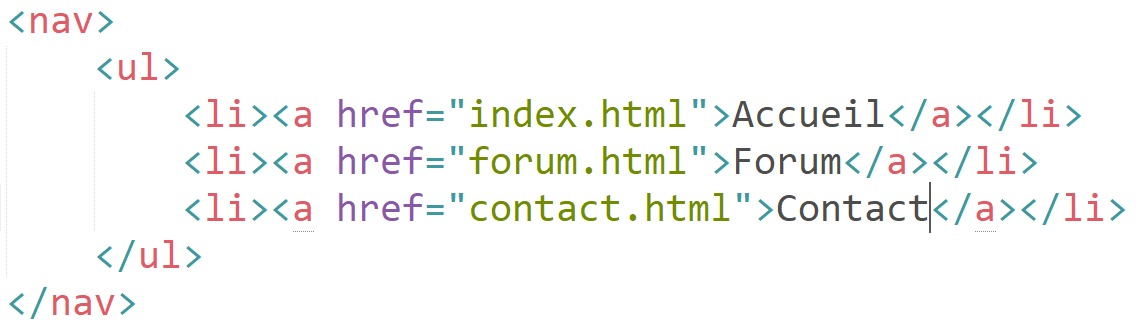 <nav>
    <ul>
        <li><a href="index.html">Accueil</a></li>
        <li><a href="forum.html">Forum</a></li>
        <li><a href="contact.html">Contact</a></li>
    </ul>
</nav>